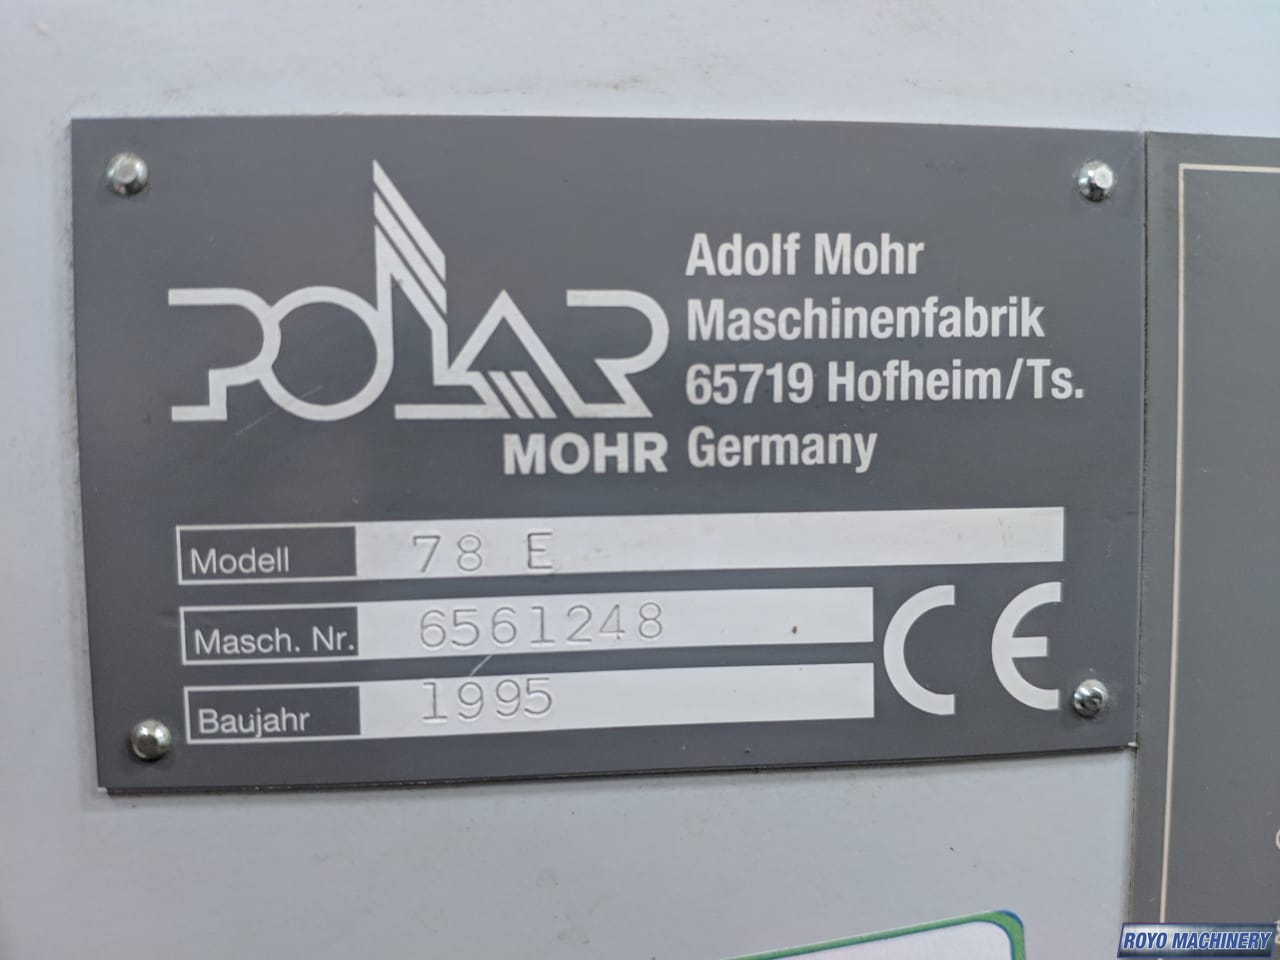 POLAR
MOHR
Adolf Mohr
Maschinenfabrik
65719 Hofheim/Ts.
Germany
Modell 78 E
Masch. Nr. 6561248
Baujahr 1995
CE
ROYO MACHINERY